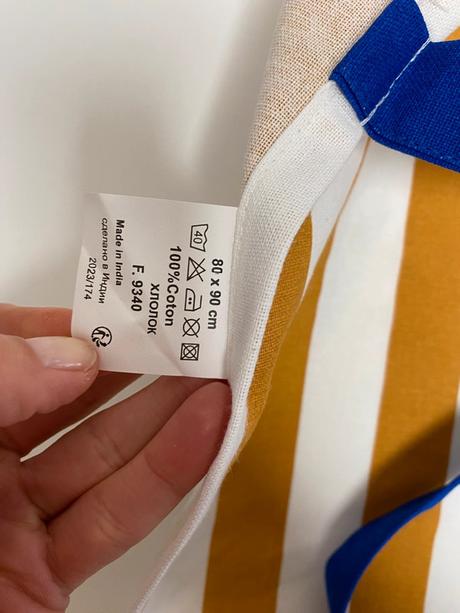 80 x 90 cm
40
100%Coton
хлопок
F. 9340
Made in India
сделано в Индии
2023/174